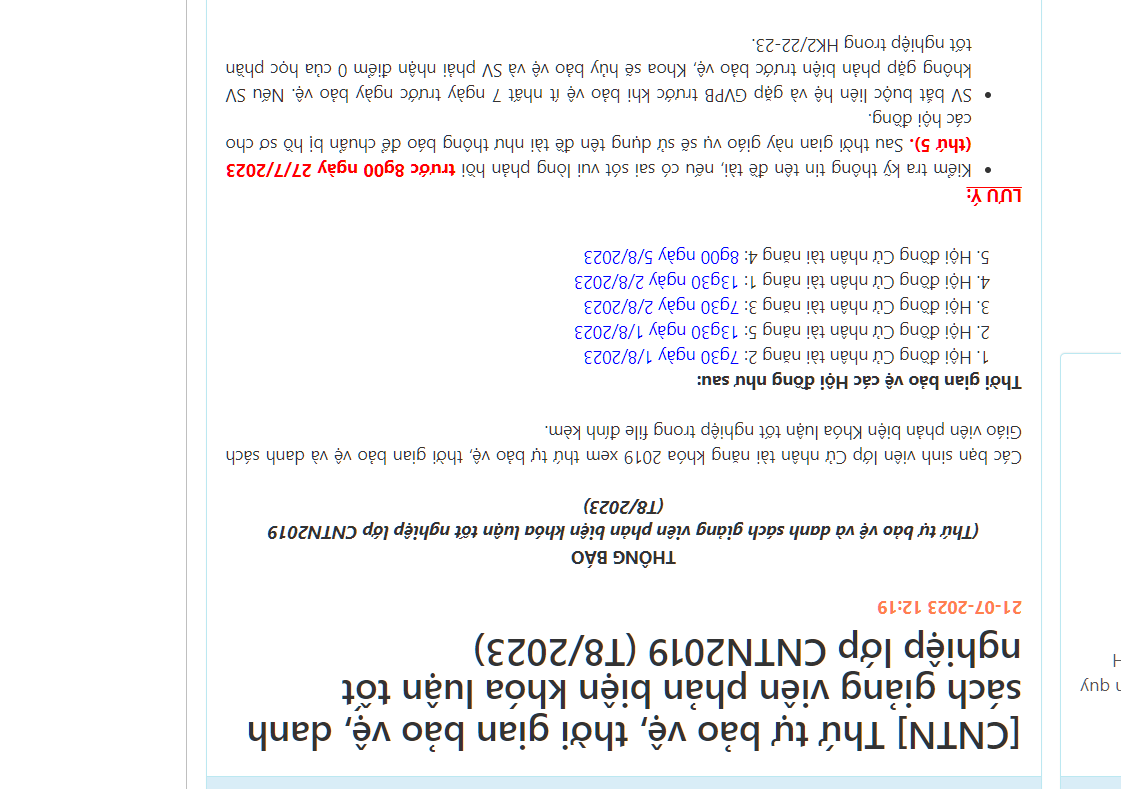 [CNTN] Thứ tự bảo vệ, thời gian bảo vệ, danh
sách giảng viên phản biện khóa luận tốt
nghiệp lớp CNTN2019 (T8/2023)
21-07-2023 12:19
THÔNG BÁO
(Thứ tự bảo vệ và danh sách giảng viên phản biện khóa luận tốt nghiệp lớp CNTN2019
(T8/2023)
Các bạn sinh viên lớp Cử nhân tài năng khóa 2019 xem thứ tự bảo vệ, thời gian bảo vệ và danh sách
Giáo viên phản biện Khóa luận tốt nghiệp trong file đính kèm.
Thời gian bảo vệ các Hội đồng như sau:
1. Hội đồng Cử nhân tài năng 2: 7g30 ngày 1/8/2023
2. Hội đồng Cử nhân tài năng 5: 13g30 ngày 1/8/2023
3. Hội đồng Cử nhân tài năng 3: 7g30 ngày 2/8/2023
4. Hội đồng Cử nhân tài năng 1: 13g30 ngày 2/8/2023
5. Hội đồng Cử nhân tài năng 4: 8g00 ngày 5/8/2023
LƯU Ý:
• Kiểm tra kỹ thông tin tên đề tài, nếu có sai sót vui lòng phản hồi trước 8g00 ngày 27/7/2023
(thứ 5). Sau thời gian này giáo vụ sẽ sử dụng tên đề tài như thông báo để chuẩn bị hồ sơ cho
các hội đồng.
• SV bắt buộc liên hệ và gặp GVPB trước khi bảo vệ ít nhất 7 ngày trước ngày bảo vệ. Nếu SV
không gặp phản biện trước bảo vệ, Khoa sẽ hủy bảo vệ và SV phải nhận điểm 0 của học phần
tốt nghiệp trong HK2/22-23.
quy
H